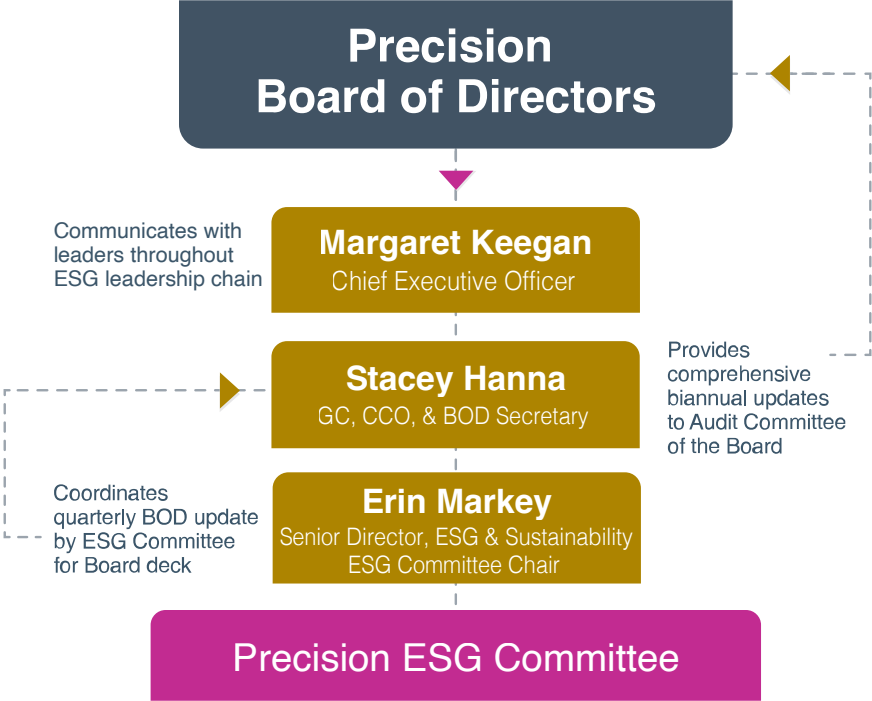 Precision
Board of Directors
Communicates with
leaders throughout
ESG leadership chain
Margaret Keegan
Chief Executive Officer
Stacey Hanna
GC, CCO, & BOD Secretary
Provides
comprehensive
biannual updates
to Audit Committee
of the Board
Coordinates
quarterly BOD update
by ESG Committee
for Board deck
Erin Markey
Senior Director, ESG & Sustainability
ESG Committee Chair
Precision ESG Committee